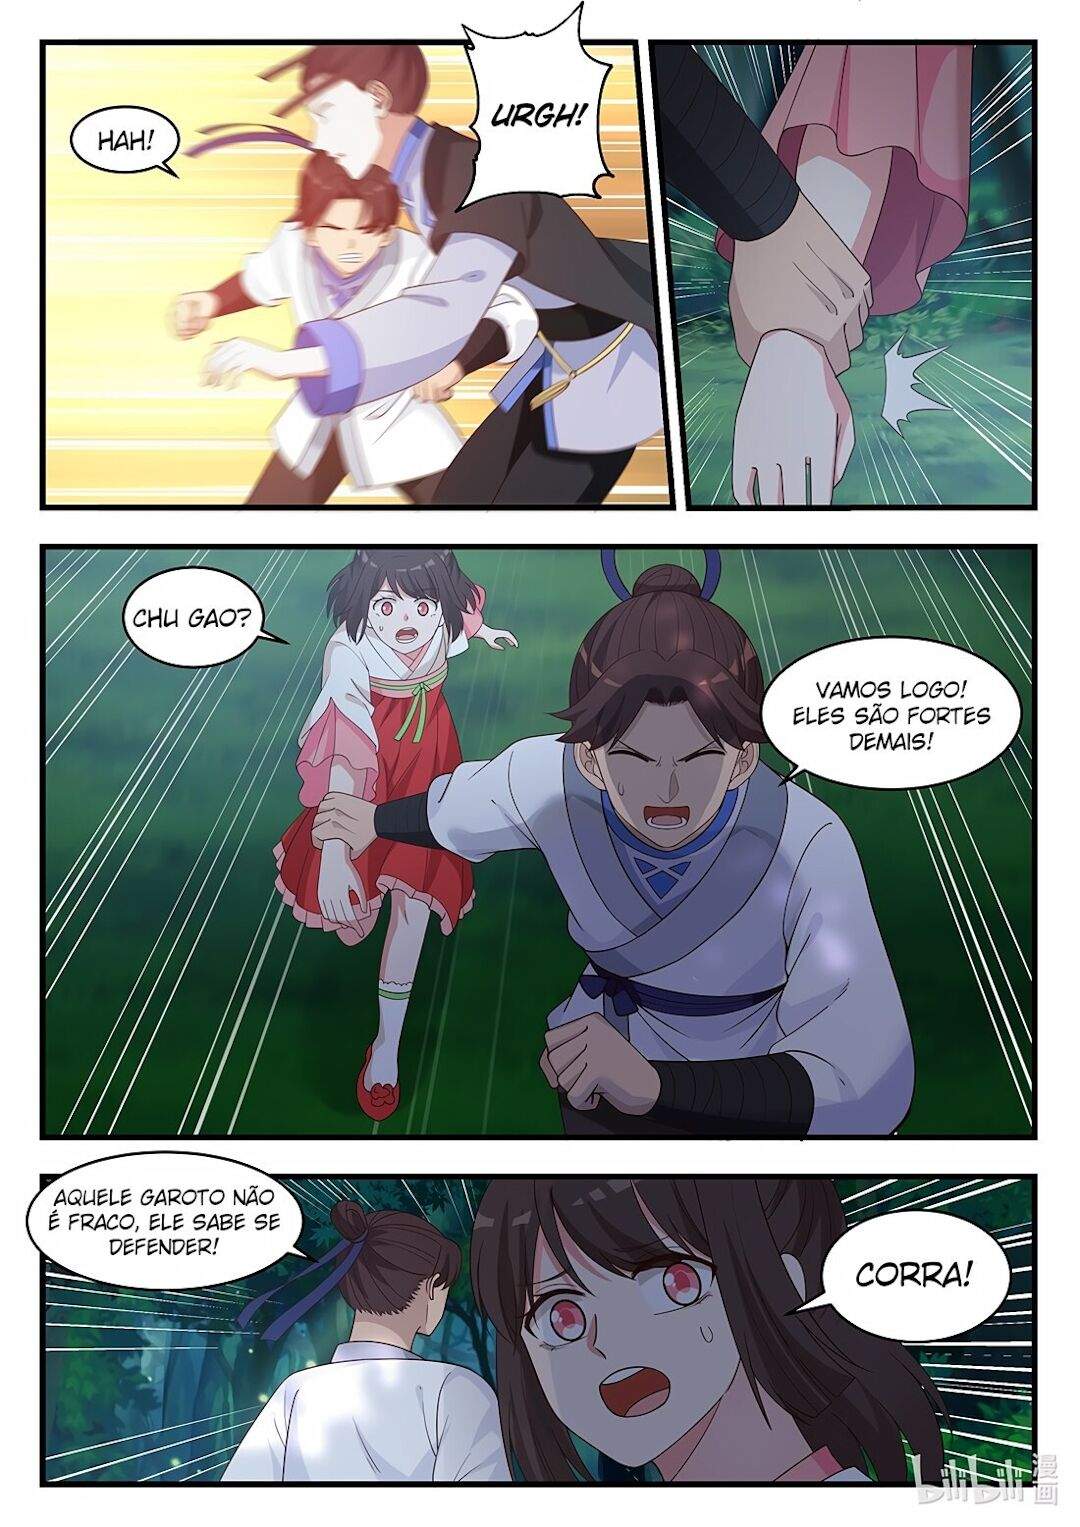 HAH!
URGH!
CHU GAO?
VAMOS LOGO!
ELES SÃO FORTES
DEMAIS!
AQUELE GAROTO NÃO
É FRACO, ELE SABE SE
DEFENDER!
CORRA!
bilibili
漫画